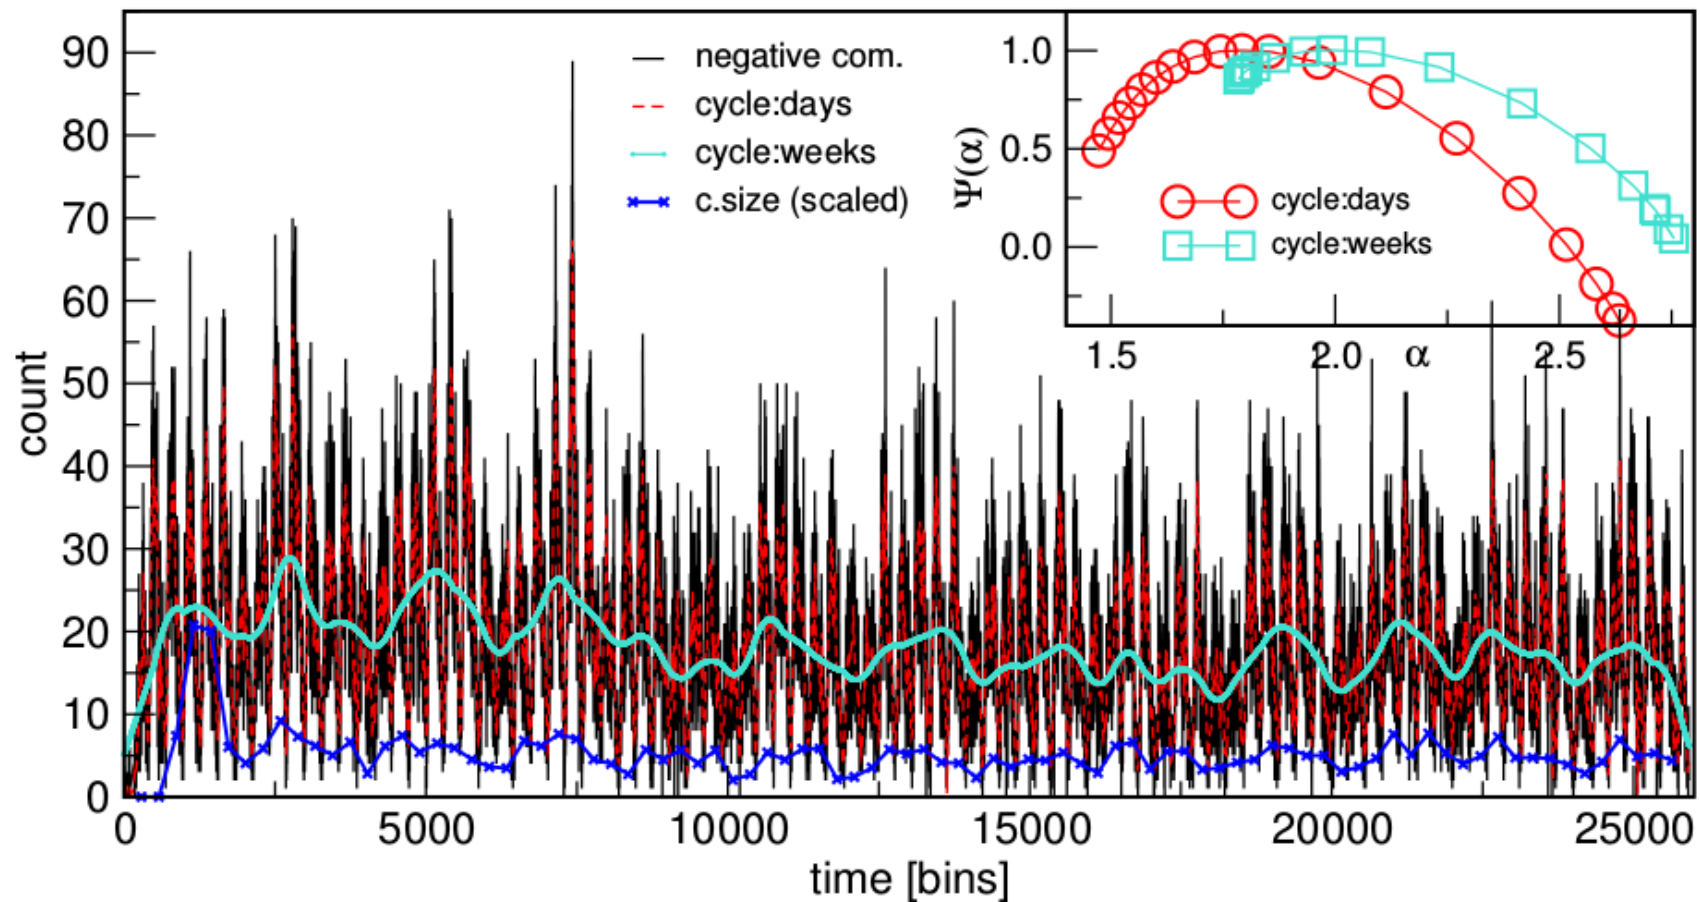 90
80
70
60
50
40
30
20
10
0
count
negative com.
cycle:days
cycle:weeks
c.size (scaled)
0
5000
10000
15000
20000
25000
time [bins]
1.0
0.5
0.0
Ψ(α)
cycle:days
cycle:weeks
1.5
2.0
α
2.5